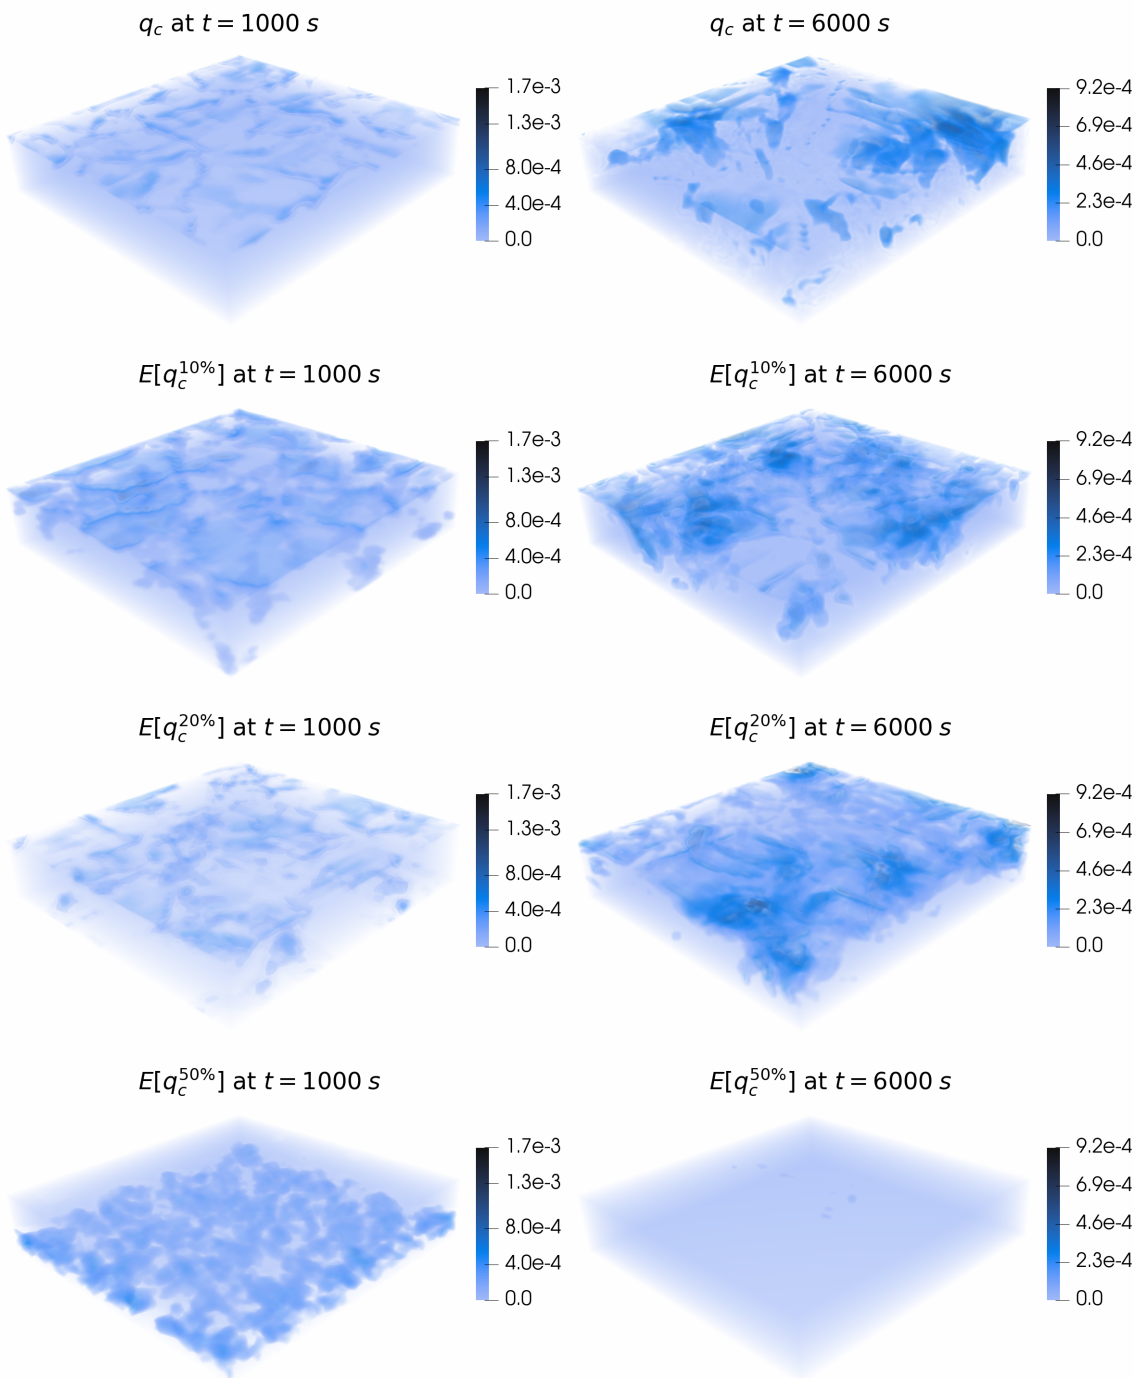 q_c at t = 1000 s
1.7e-3
1.3e-3
8.0e-4
4.0e-4
0.0
q_c at t = 6000 s
9.2e-4
6.9e-4
4.6e-4
2.3e-4
0.0
E[q_c^{10%}] at t = 1000 s
1.7e-3
1.3e-3
8.0e-4
4.0e-4
0.0
E[q_c^{10%}] at t = 6000 s
9.2e-4
6.9e-4
4.6e-4
2.3e-4
0.0
E[q_c^{20%}] at t = 1000 s
1.7e-3
1.3e-3
8.0e-4
4.0e-4
0.0
E[q_c^{20%}] at t = 6000 s
9.2e-4
6.9e-4
4.6e-4
2.3e-4
0.0
E[q_c^{50%}] at t = 1000 s
1.7e-3
1.3e-3
8.0e-4
4.0e-4
0.0
E[q_c^{50%}] at t = 6000 s
9.2e-4
6.9e-4
4.6e-4
2.3e-4
0.0